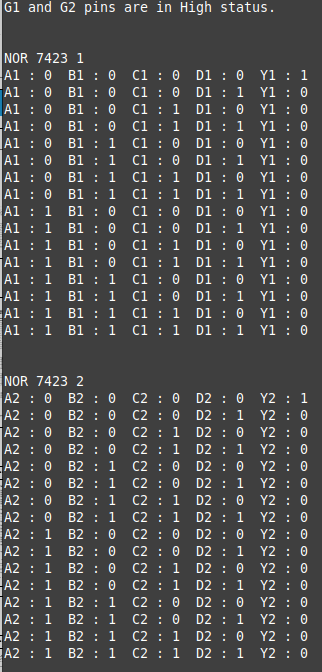 G1 and G2 pins are in High status.
NOR 7423 1
A1 : 0  B1 : 0  C1 : 0  D1 : 0  Y1 : 1
A1 : 0  B1 : 0  C1 : 0  D1 : 1  Y1 : 0
A1 : 0  B1 : 0  C1 : 1  D1 : 0  Y1 : 0
A1 : 0  B1 : 0  C1 : 1  D1 : 1  Y1 : 0
A1 : 0  B1 : 1  C1 : 0  D1 : 0  Y1 : 0
A1 : 0  B1 : 1  C1 : 0  D1 : 1  Y1 : 0
A1 : 0  B1 : 1  C1 : 1  D1 : 0  Y1 : 0
A1 : 0  B1 : 1  C1 : 1  D1 : 1  Y1 : 0
A1 : 1  B1 : 0  C1 : 0  D1 : 0  Y1 : 0
A1 : 1  B1 : 0  C1 : 0  D1 : 1  Y1 : 0
A1 : 1  B1 : 0  C1 : 1  D1 : 0  Y1 : 0
A1 : 1  B1 : 0  C1 : 1  D1 : 1  Y1 : 0
A1 : 1  B1 : 1  C1 : 0  D1 : 0  Y1 : 0
A1 : 1  B1 : 1  C1 : 0  D1 : 1  Y1 : 0
A1 : 1  B1 : 1  C1 : 1  D1 : 0  Y1 : 0
A1 : 1  B1 : 1  C1 : 1  D1 : 1  Y1 : 0
NOR 7423 2
A2 : 0  B2 : 0  C2 : 0  D2 : 0  Y2 : 1
A2 : 0  B2 : 0  C2 : 0  D2 : 1  Y2 : 0
A2 : 0  B2 : 0  C2 : 1  D2 : 0  Y2 : 0
A2 : 0  B2 : 0  C2 : 1  D2 : 1  Y2 : 0
A2 : 0  B2 : 1  C2 : 0  D2 : 0  Y2 : 0
A2 : 0  B2 : 1  C2 : 0  D2 : 1  Y2 : 0
A2 : 0  B2 : 1  C2 : 1  D2 : 0  Y2 : 0
A2 : 0  B2 : 1  C2 : 1  D2 : 1  Y2 : 0
A2 : 1  B2 : 0  C2 : 0  D2 : 0  Y2 : 0
A2 : 1  B2 : 0  C2 : 0  D2 : 1  Y2 : 0
A2 : 1  B2 : 0  C2 : 1  D2 : 0  Y2 : 0
A2 : 1  B2 : 0  C2 : 1  D2 : 1  Y2 : 0
A2 : 1  B2 : 1  C2 : 0  D2 : 0  Y2 : 0
A2 : 1  B2 : 1  C2 : 0  D2 : 1  Y2 : 0
A2 : 1  B2 : 1  C2 : 1  D2 : 0  Y2 : 0
A2 : 1  B2 : 1  C2 : 1  D2 : 1  Y2 : 0